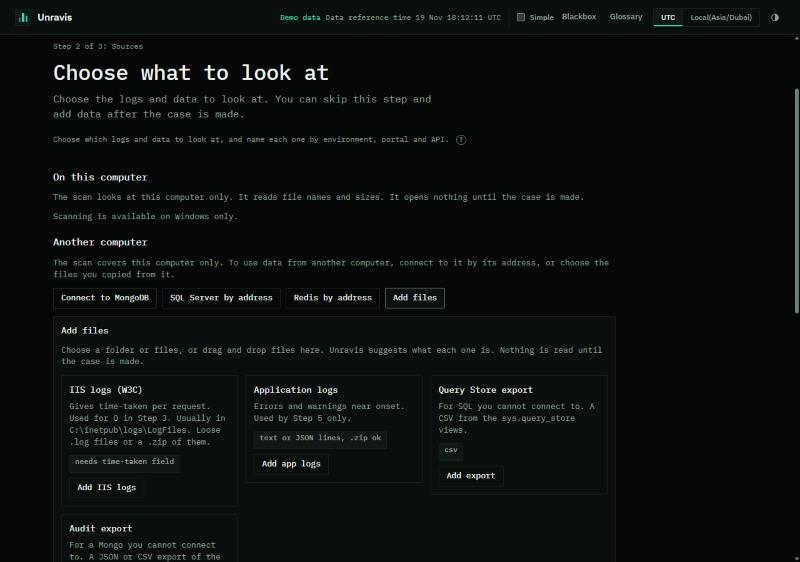 Unravis
Demo data Data reference time 19 Nov 18:12:11 UTC
Simple Blackbox Glossary UTC Local(Asia/Dubai)
Step 2 of 3: Sources
Choose what to look at
Choose the logs and data to look at. You can skip this step and
add data after the case is made.
Choose which logs and data to look at, and name each one by environment, portal and API. ?
On this computer
The scan looks at this computer only. It reads file names and sizes. It opens nothing until the case is made.
Scanning is available on Windows only.
Another computer
The scan covers this computer only. To use data from another computer, connect to it by its address, or choose the
files you copied from it.
Connect to MongoDB SQL Server by address Redis by address Add files
Add files
Choose a folder or files, or drag and drop files here. Unravis suggests what each one is. Nothing is read until
the case is made.
IIS logs (W3C)
Gives time-taken per request.
Used for O in Step 3. Usually in
C:\inetpub\logs\LogFiles. Loose
.log files or a .zip of them.
needs time-taken field
Add IIS logs
Application logs
Errors and warnings near onset.
Used by Step 5 only.
text or JSON lines, .zip ok
Add app logs
Query Store export
For SQL you cannot connect to. A
CSV from the sys.query_store
views.
csv
Add export
Audit export
For a Mongo you cannot connect
to. A JSON or CSV export of the